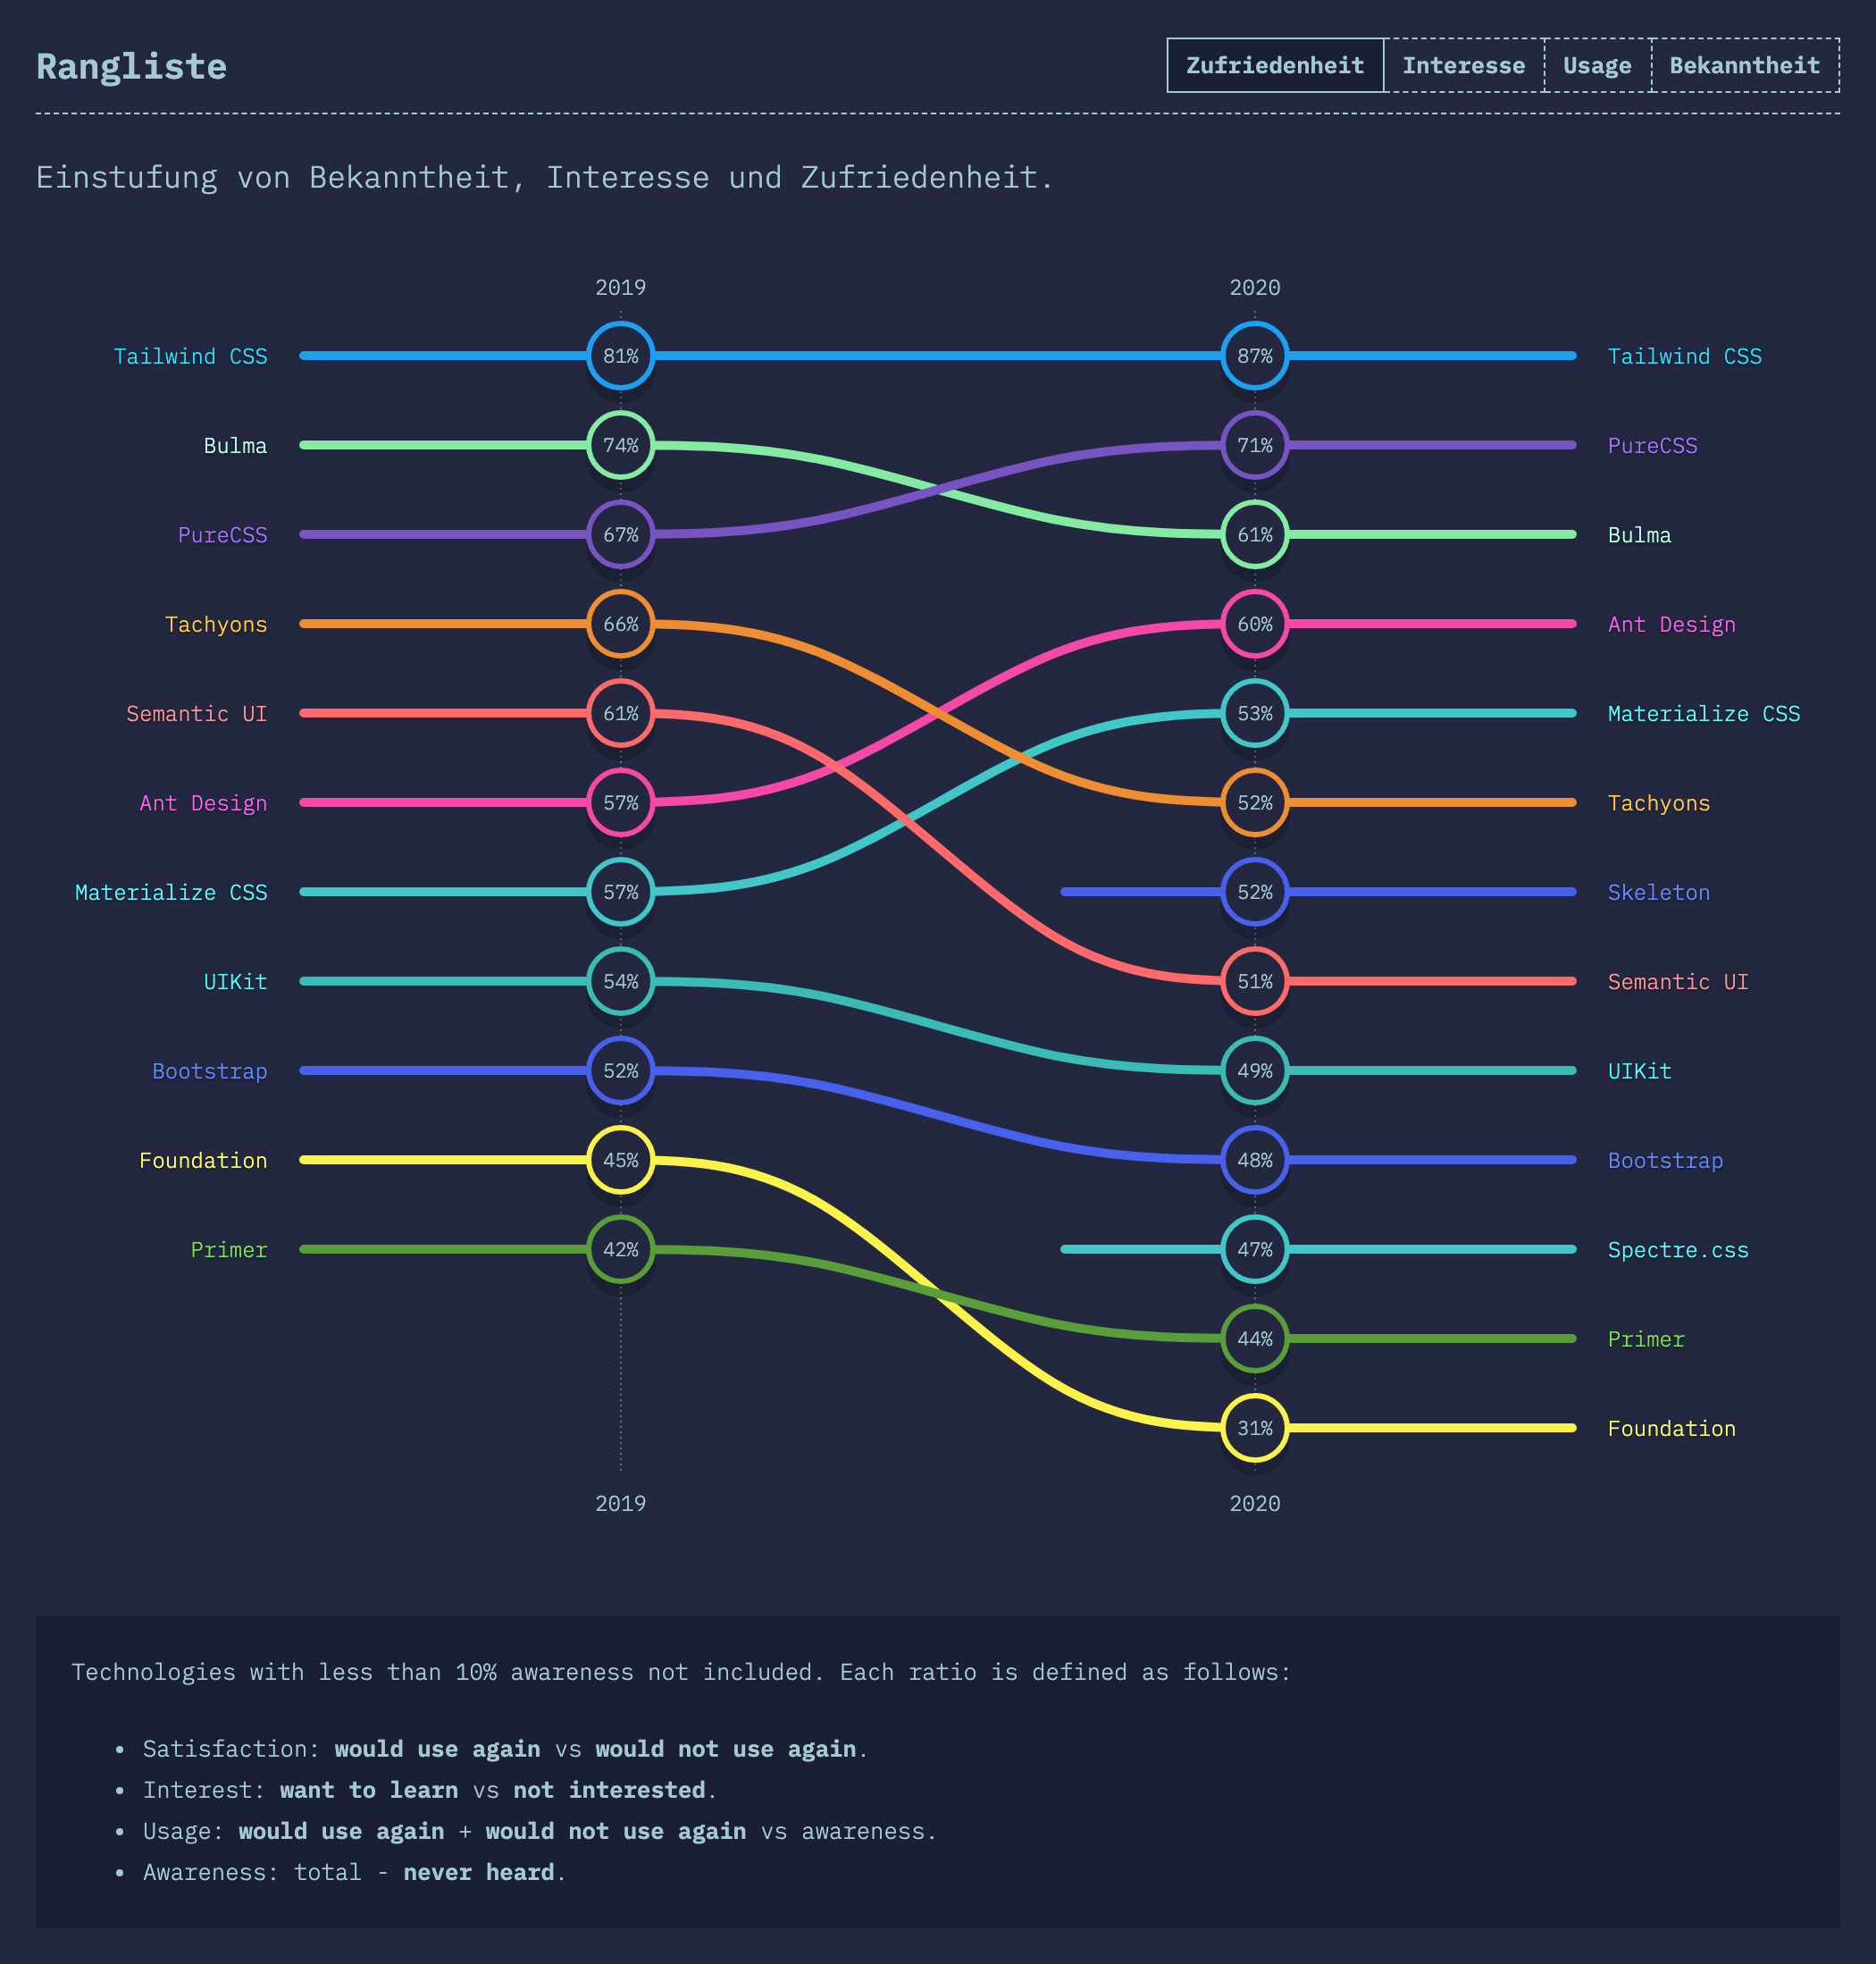 Rangliste
Zufriedenheit Interesse Usage Bekanntheit
Einstufung von Bekanntheit, Interesse und Zufriedenheit.
2019 2020
Tailwind CSS 81% 87% Tailwind CSS
Bulma 74% 71% PureCSS
PureCSS 67% 61% Bulma
Tachyons 66% 60% Ant Design
Semantic UI 61% 53% Materialize CSS
Ant Design 57% 52% Tachyons
Materialize CSS 57% 52% Skeleton
UIKit 54% 51% Semantic UI
Bootstrap 52% 49% UIKit
Foundation 45% 48% Bootstrap
Primer 42% 47% Spectre.css
44% Primer
31% Foundation
2019 2020
Technologies with less than 10% awareness not included. Each ratio is defined as follows:
• Satisfaction: would use again vs would not use again.
• Interest: want to learn vs not interested.
• Usage: would use again + would not use again vs awareness.
• Awareness: total - never heard.